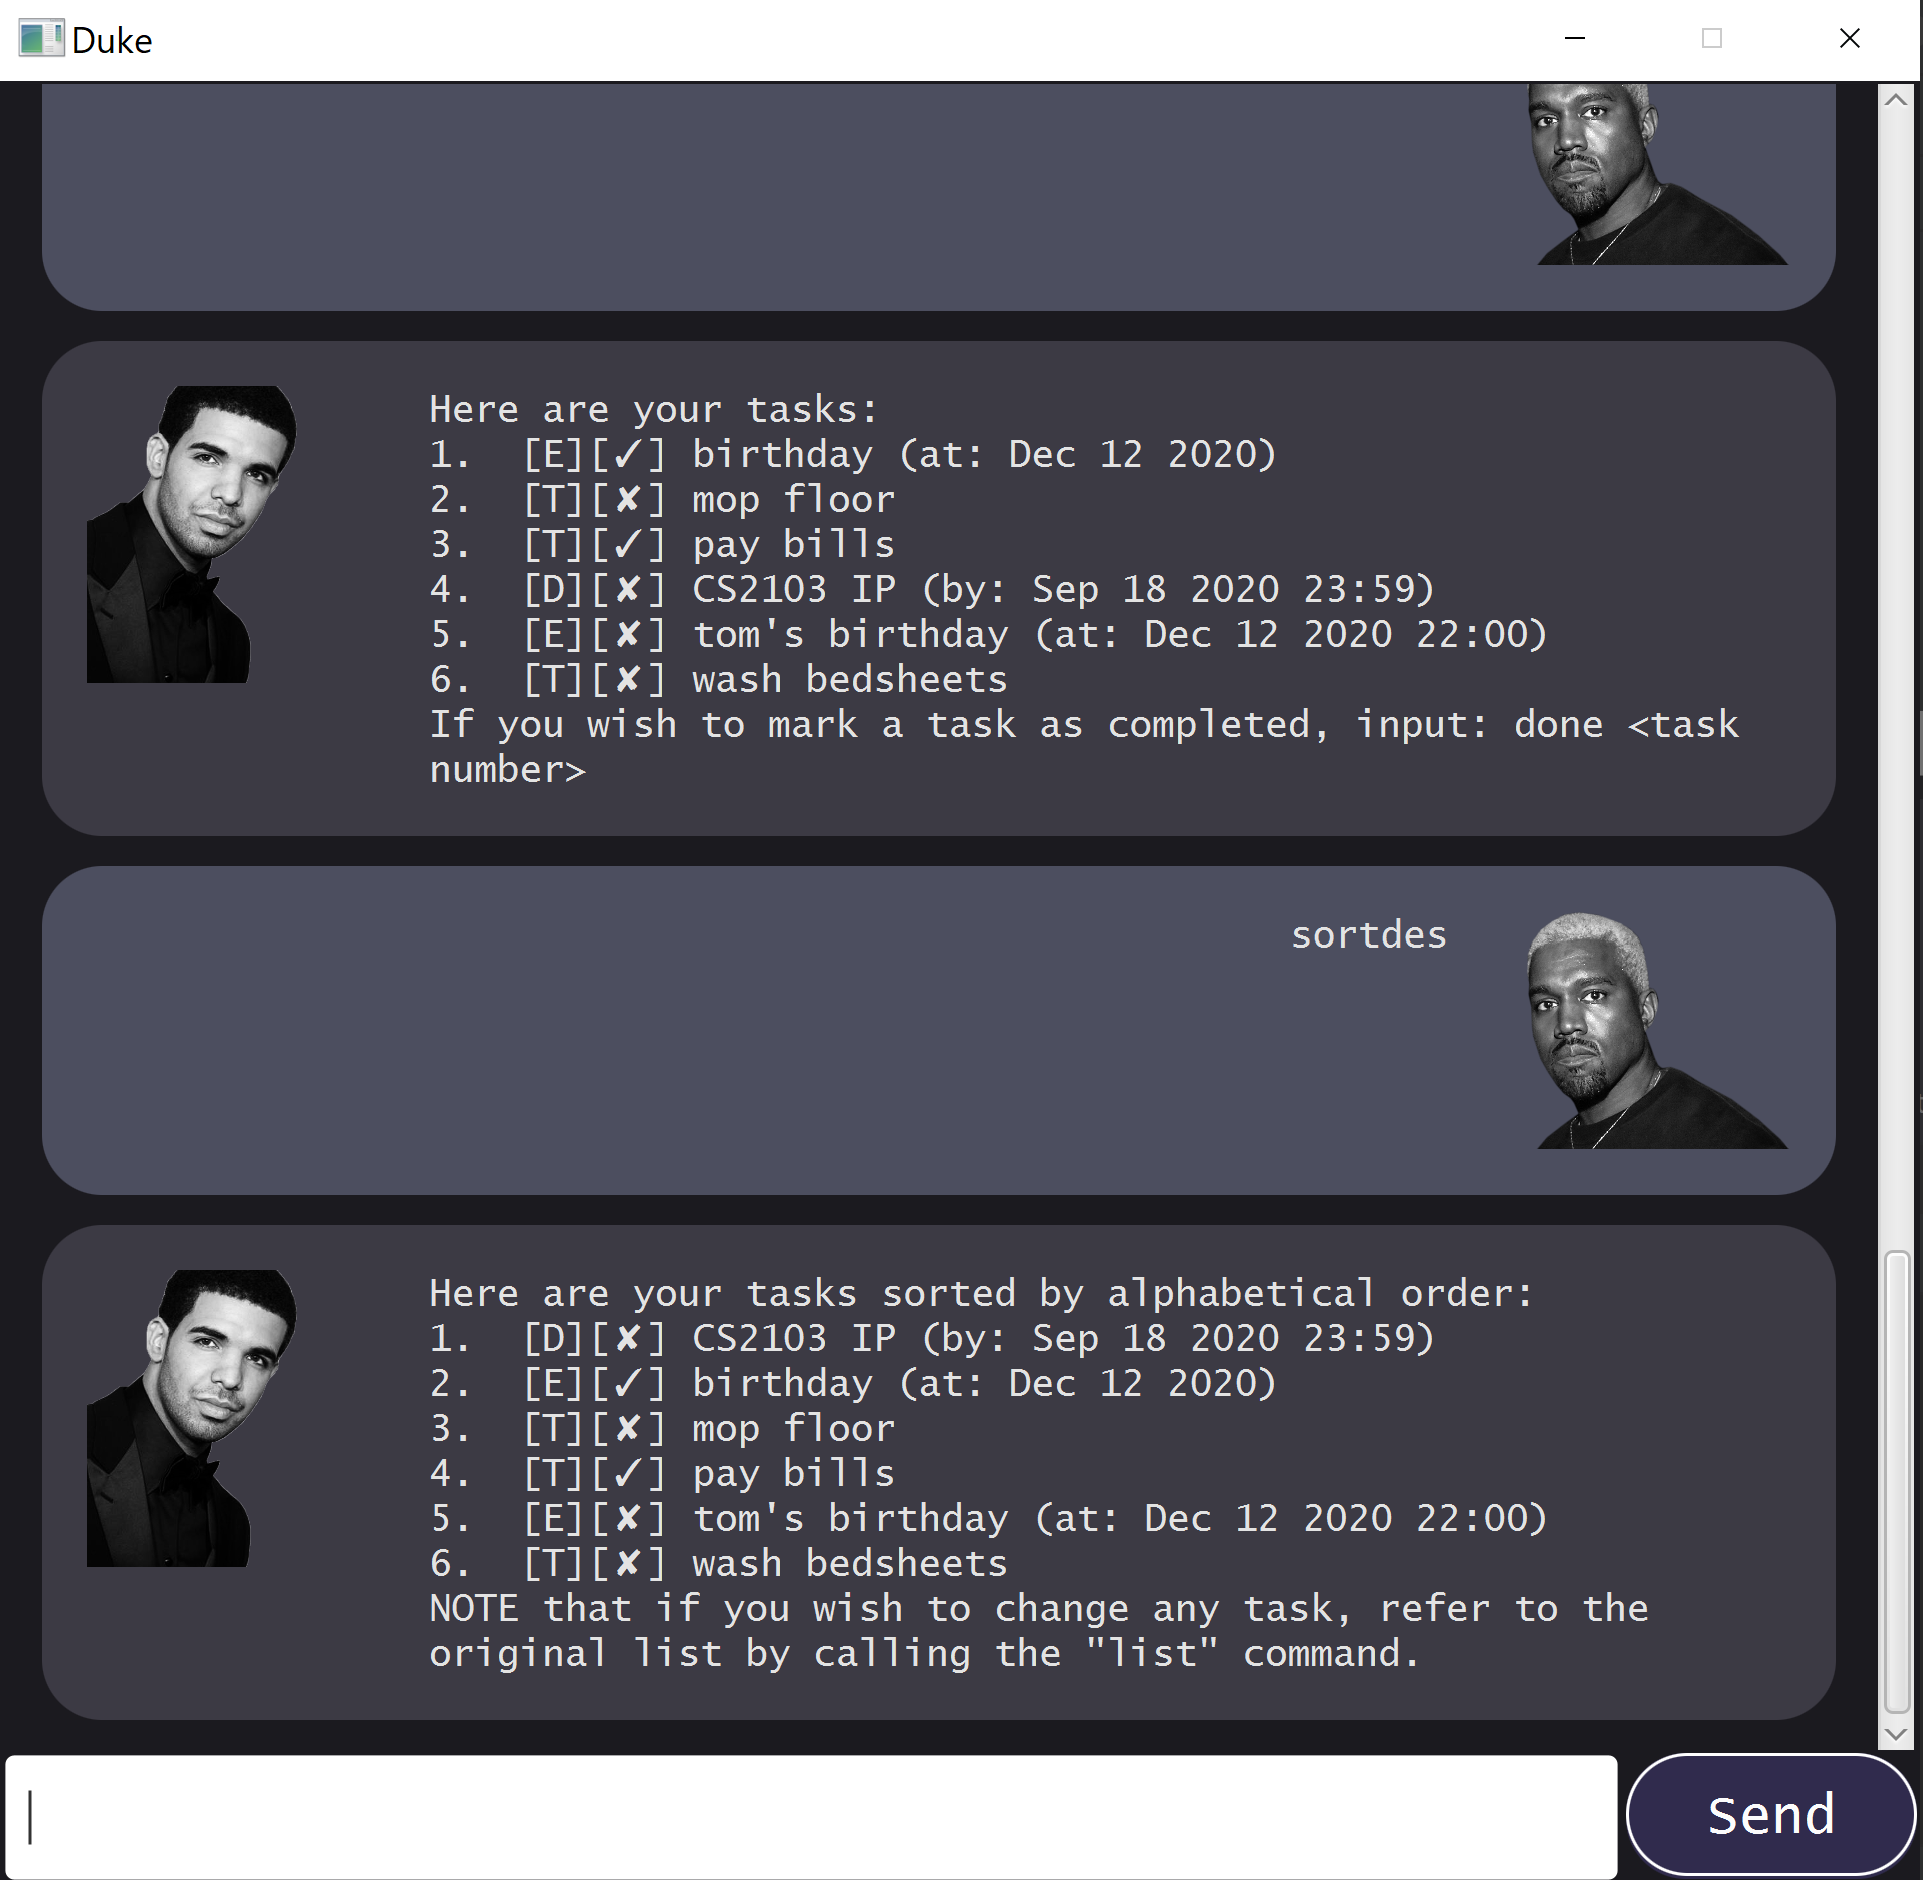 Duke
Here are your tasks:
1.  [E][✓] birthday (at: Dec 12 2020)
2.  [T][✘] mop floor
3.  [T][✓] pay bills
4.  [D][✘] CS2103 IP (by: Sep 18 2020 23:59)
5.  [E][✘] tom's birthday (at: Dec 12 2020 22:00)
6.  [T][✘] wash bedsheets
If you wish to mark a task as completed, input: done <task
number>
sortdes
Here are your tasks sorted by alphabetical order:
1.  [D][✘] CS2103 IP (by: Sep 18 2020 23:59)
2.  [E][✓] birthday (at: Dec 12 2020)
3.  [T][✘] mop floor
4.  [T][✓] pay bills
5.  [E][✘] tom's birthday (at: Dec 12 2020 22:00)
6.  [T][✘] wash bedsheets
NOTE that if you wish to change any task, refer to the
original list by calling the "list" command.
Send